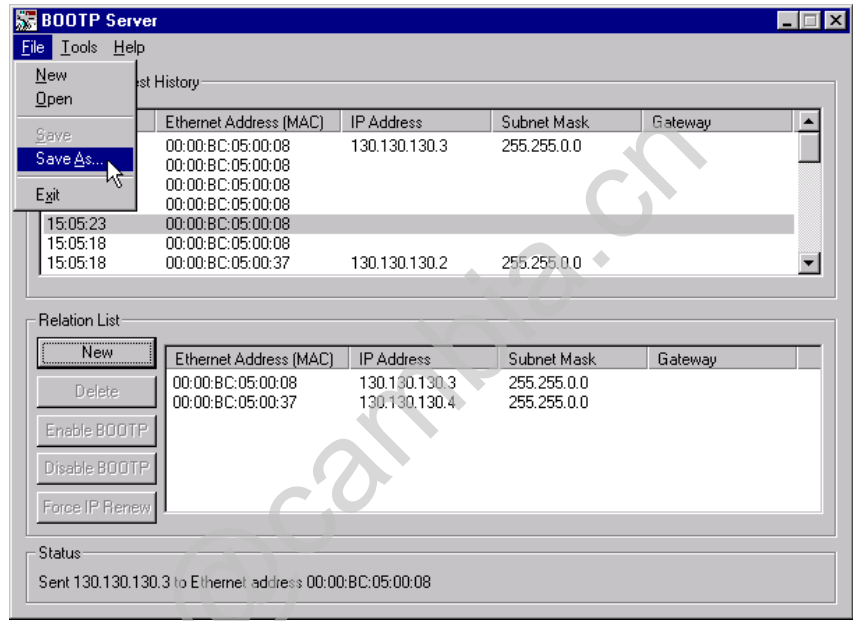 BOOTP Server
File Tools Help
New
Open
Save
Save As...
Exit
est History
Ethernet Address (MAC) IP Address Subnet Mask Gateway
00:00:BC:05:00:08 130.130.130.3 255.255.0.0
00:00:BC:05:00:08
00:00:BC:05:00:08
00:00:BC:05:00:08
15:05:23 00:00:BC:05:00:08
15:05:18 00:00:BC:05:00:08
15:05:18 00:00:BC:05:00:37 130.130.130.2 255.255.0.0
Relation List
New
Delete
Enable BOOTP
Disable BOOTP
Force IP Renew
Ethernet Address (MAC) IP Address Subnet Mask Gateway
00:00:BC:05:00:08 130.130.130.3 255.255.0.0
00:00:BC:05:00:37 130.130.130.4 255.255.0.0
Status
Sent 130.130.130.3 to Ethernet address 00:00:BC:05:00:08
@cambia.cn